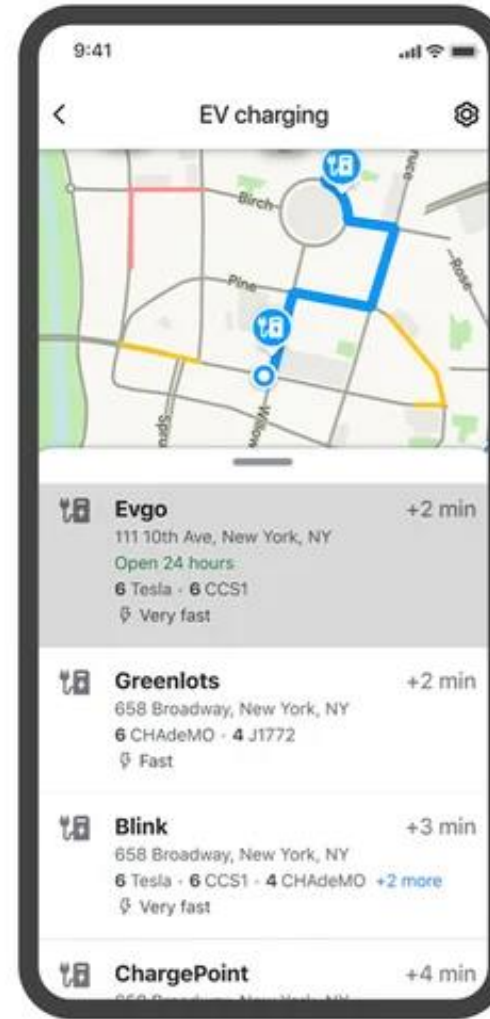 9:41
EV charging
ruce
Birch
Rose
Pine
Willow
Spru
Evgo +2 min
111 10th Ave, New York, NY
Open 24 hours
6 Tesla · 6 CCS1
Very fast
Greenlots +2 min
658 Broadway, New York, NY
6 CHAdeMO · 4 J1772
Fast
Blink +3 min
658 Broadway, New York, NY
6 Tesla · 6 CCS1 · 4 CHAdeMO +2 more
Very fast
ChargePoint +4 min